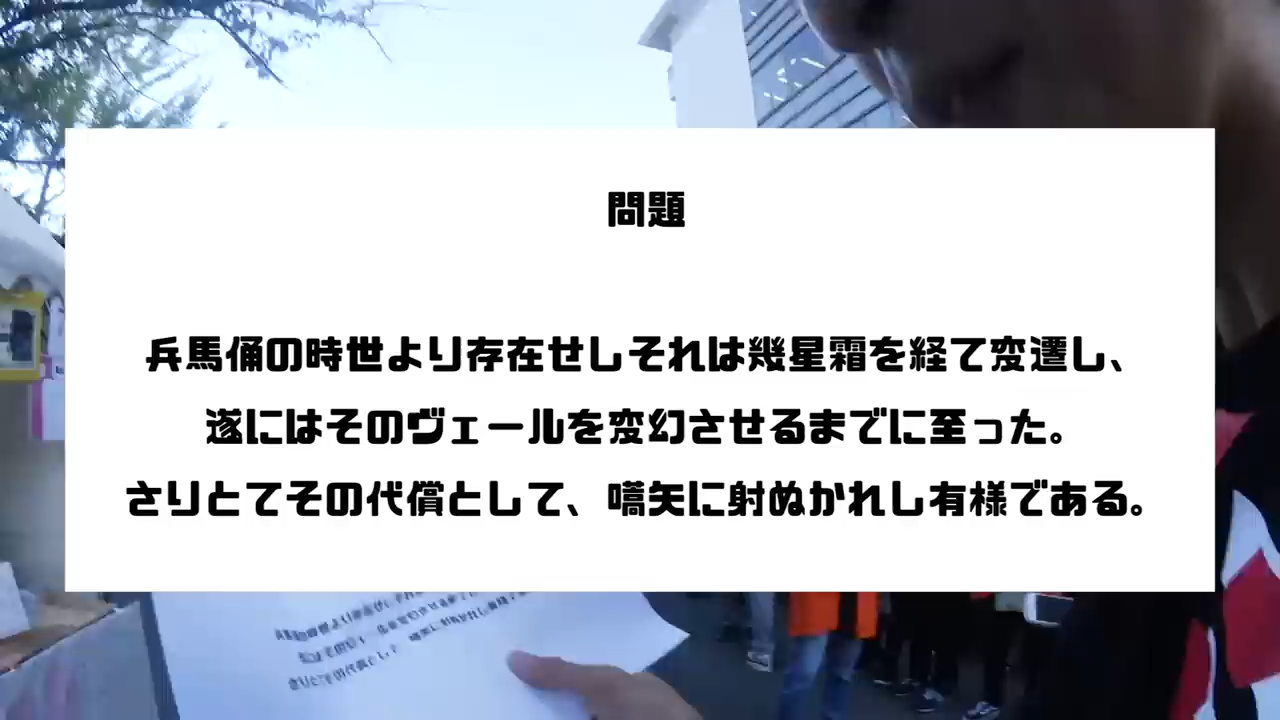 問題
兵馬俑の時世より存在せしそれは幾星霜を経て変遷し、
遂にはそのヴェールを変幻させるまでに至った。
さりとてその代償として、嚆矢に射ぬかれし有様である。